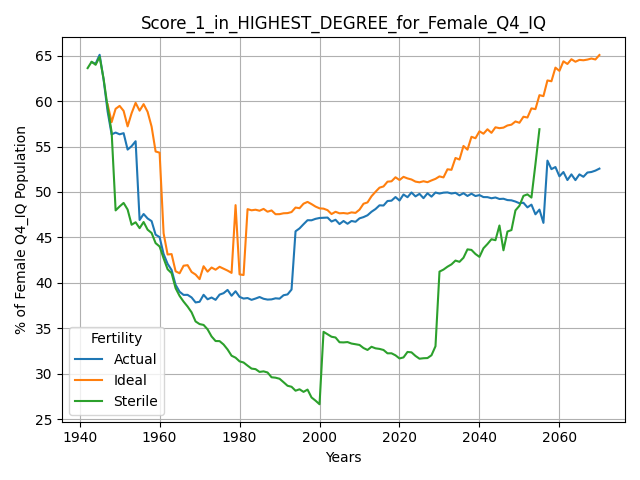 Score_1_in_HIGHEST_DEGREE_for_Female_Q4_IQ
% of Female Q4_IQ Population
65
60
55
50
45
40
35
30
25
Fertility
Actual
Ideal
Sterile
1940 1960 1980 2000 2020 2040 2060
Years